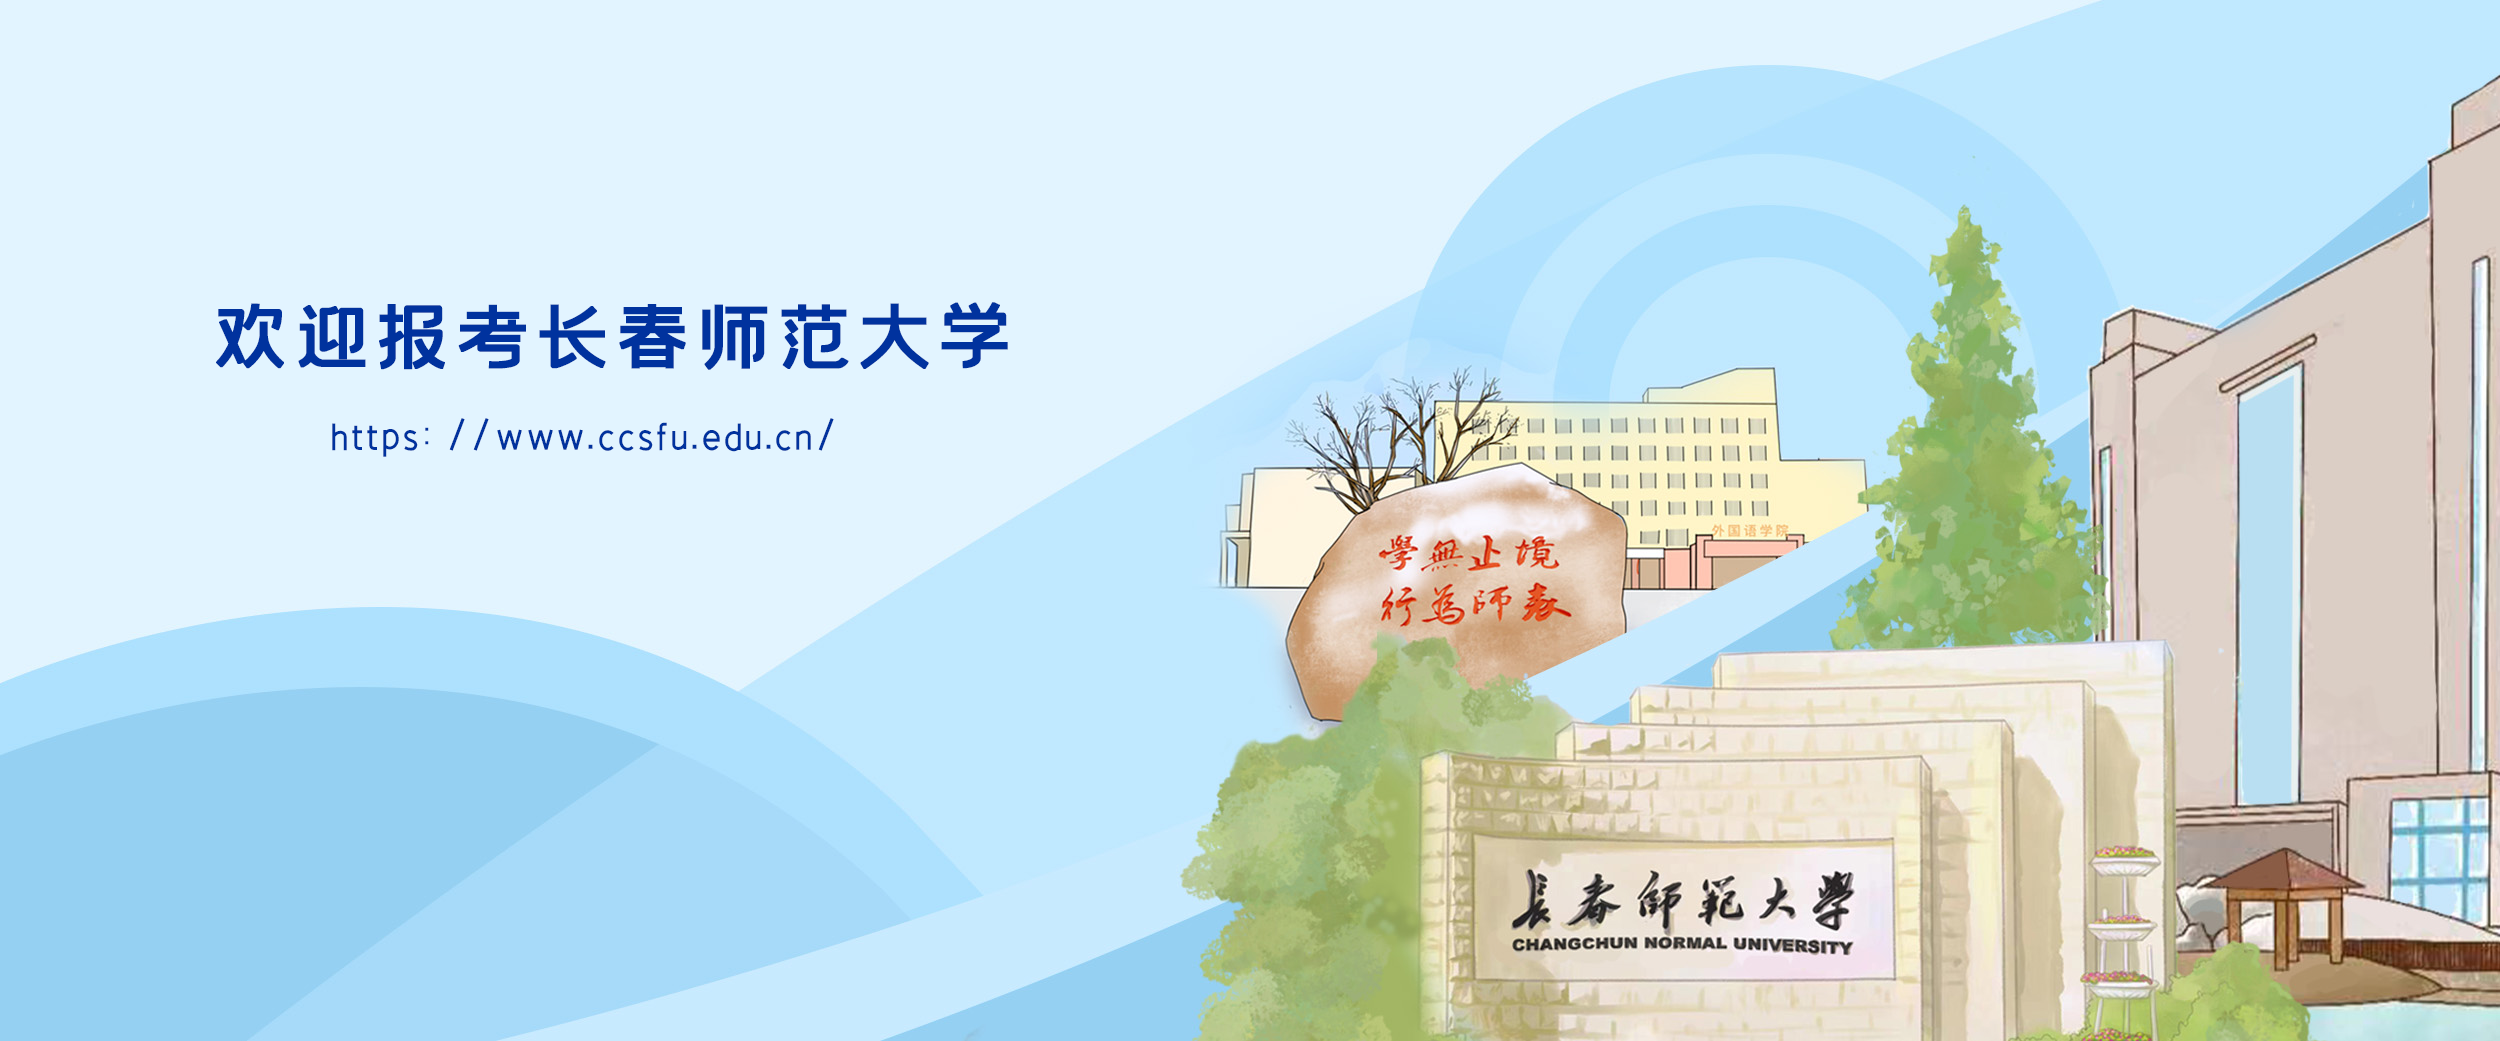 欢迎报考长春师范大学
https: //www.ccsfu.edu.cn/
外国语学院
學無止境
行為師表
長春師範大學
CHANGCHUN NORMAL UNIVERSITY